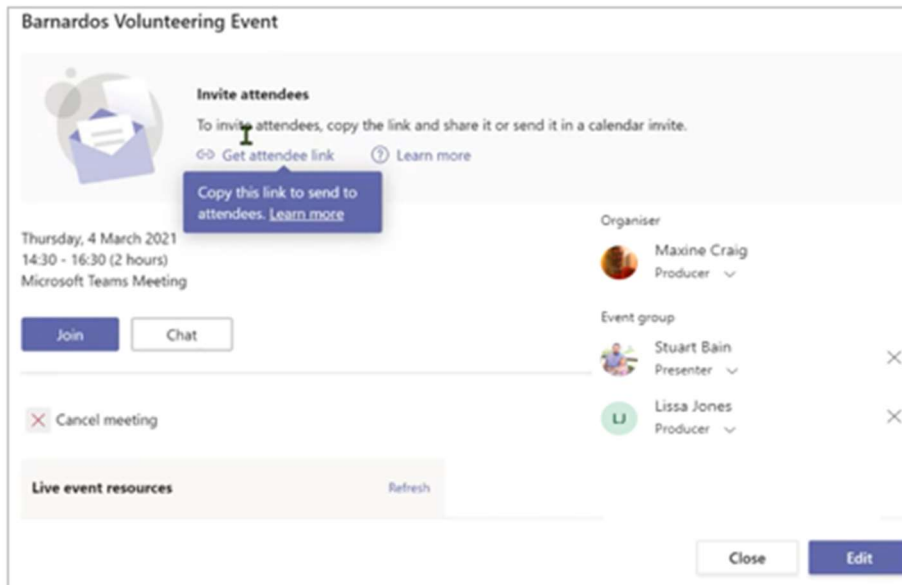 Barnardos Volunteering Event
Invite attendees
To invite attendees, copy the link and share it or send it in a calendar invite.
Get attendee link
? Learn more
Copy this link to send to
attendees. Learn more
Thursday, 4 March 2021
14:30 - 16:30 (2 hours)
Microsoft Teams Meeting
Join
Chat
Cancel meeting
Live event resources
Refresh
Organiser
Maxine Craig
Producer
Event group
Stuart Bain
Presenter
LJ
Lissa Jones
Producer
Close
Edit